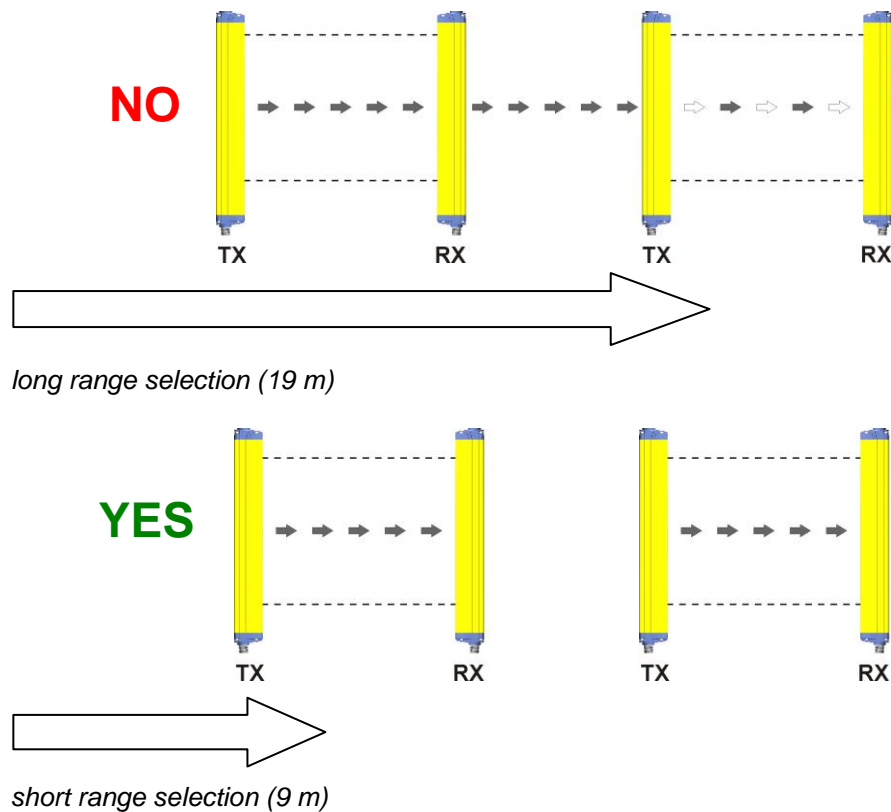 NO
TX RX TX RX
long range selection (19 m)
YES
TX RX TX RX
short range selection (9 m)